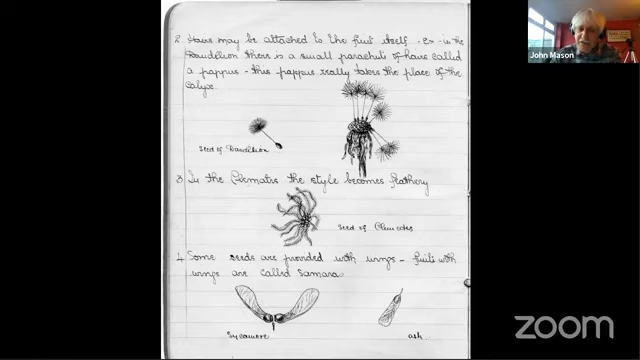 2. Hairs may be attached to the fruit itself - Ex - in the
Dandelion there is a small parachute of hairs called
a pappus - this pappus really takes the place of the
calyx.
Seed of Dandelion
3 In the Clematis the style becomes feathery
Seed of Clematis
4. Some seeds are provided with wings - fruits with
wings are called Samara
Sycamore
ash
John Mason
zoom